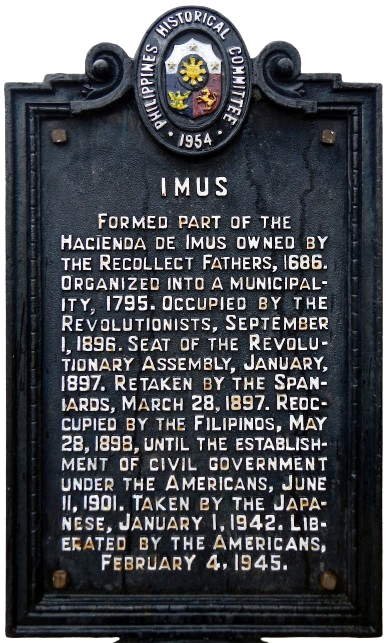 PHILIPPINES HISTORICAL COMMITTEE
• 1954 •
IMUS
FORMED PART OF THE
HACIENDA DE IMUS OWNED BY
THE RECOLLECT FATHERS, 1686.
ORGANIZED INTO A MUNICIPAL-
ITY, 1795. OCCUPIED BY THE
REVOLUTIONISTS, SEPTEMBER
1, 1896. SEAT OF THE REVOLU-
TIONARY ASSEMBLY, JANUARY,
1897. RETAKEN BY THE SPAN-
IARDS, MARCH 28, 1897. REOC-
CUPIED BY THE FILIPINOS, MAY
28, 1898, UNTIL THE ESTABLISH-
MENT OF CIVIL GOVERNMENT
UNDER THE AMERICANS, JUNE
11, 1901. TAKEN BY THE JAPA-
NESE, JANUARY 1, 1942. LIB-
ERATED BY THE AMERICANS,
FEBRUARY 4, 1945.